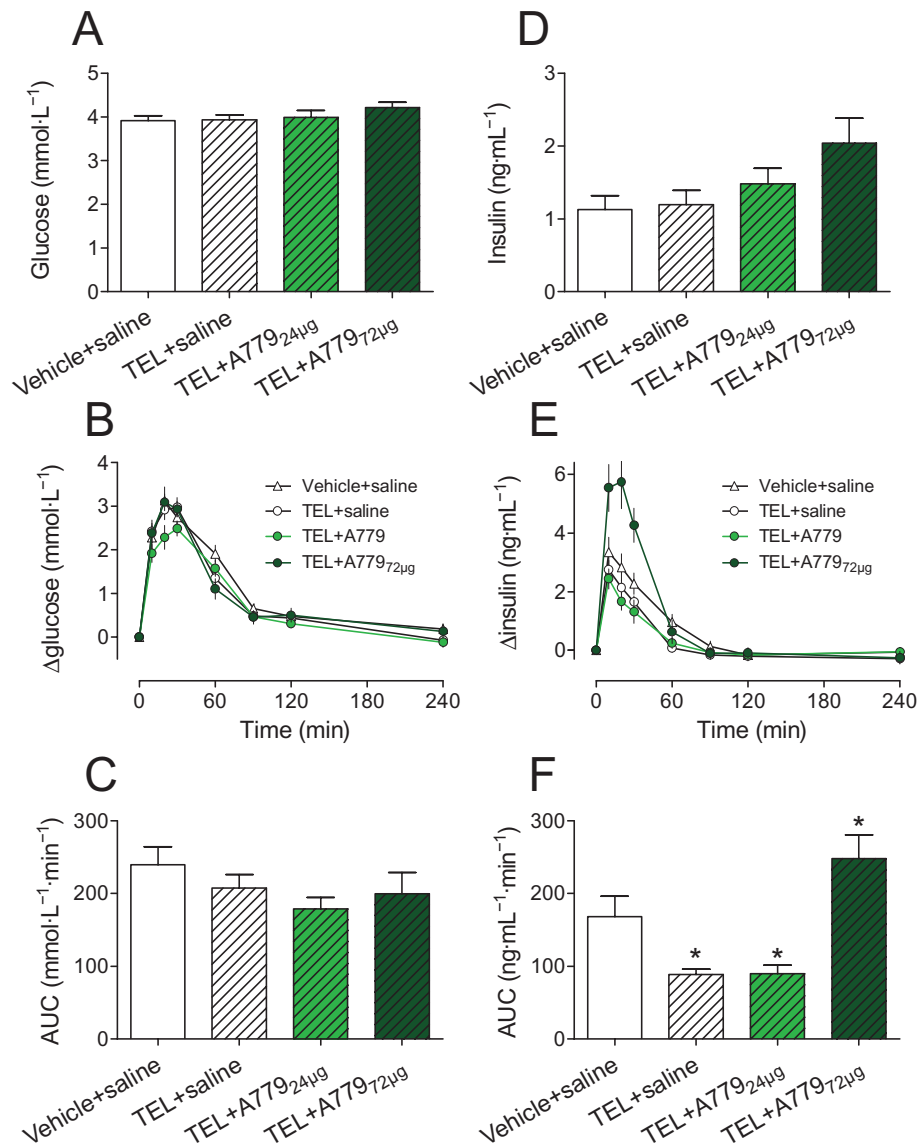 A
Glucose (mmol·L⁻¹)
5
4
3
2
1
0
Vehicle+saline
TEL+saline
TEL+A779₂₄µg
TEL+A779₇₂µg
D
Insulin (ng·mL⁻¹)
3
2
1
0
Vehicle+saline
TEL+saline
TEL+A779₂₄µg
TEL+A779₇₂µg
B
Δglucose (mmol·L⁻¹)
4
3
2
1
0
Vehicle+saline
TEL+saline
TEL+A779
TEL+A779₇₂µg
0 60 120 180 240
Time (min)
E
Δinsulin (ng·mL⁻¹)
6
4
2
0
Vehicle+saline
TEL+saline
TEL+A779
TEL+A779₇₂µg
0 60 120 180 240
Time (min)
C
AUC (mmol·L⁻¹·min⁻¹)
300
200
100
0
Vehicle+saline
TEL+saline
TEL+A779₂₄µg
TEL+A779₇₂µg
F
AUC (ng·mL⁻¹·min⁻¹)
300
200
100
0
* * *
Vehicle+saline
TEL+saline
TEL+A779₂₄µg
TEL+A779₇₂µg